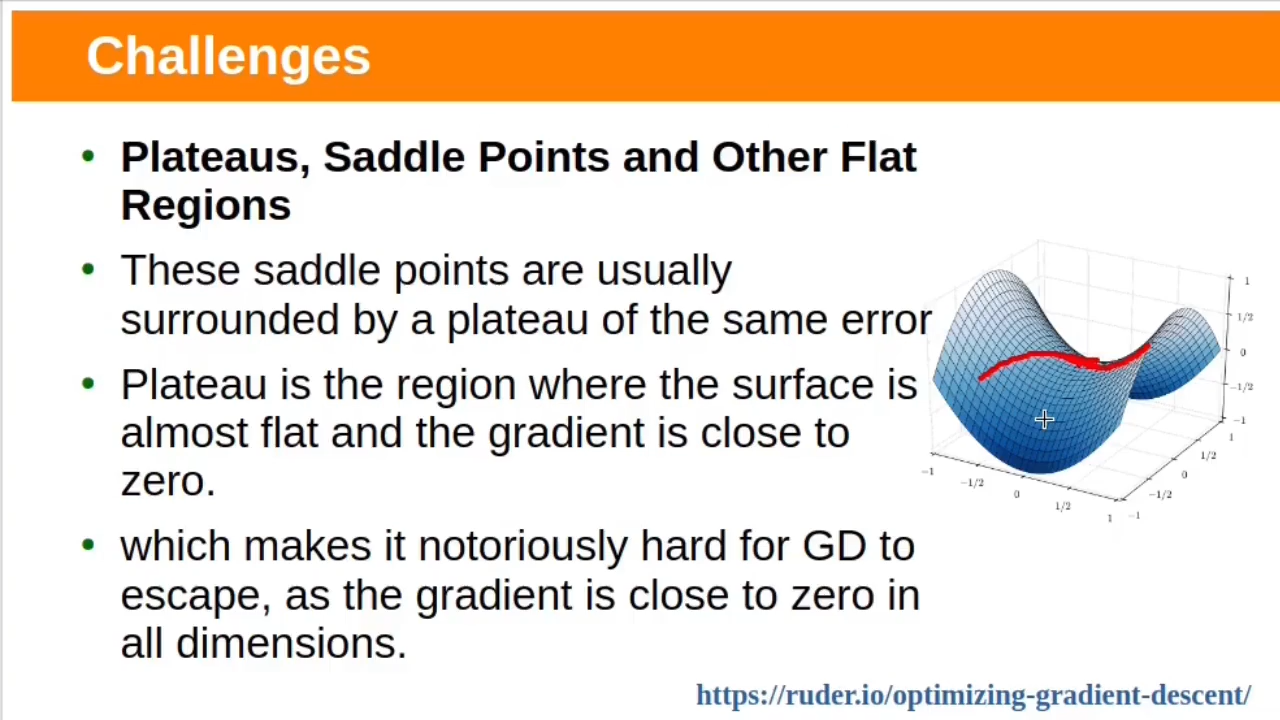 Challenges
Plateaus, Saddle Points and Other Flat
Regions
These saddle points are usually
surrounded by a plateau of the same error
Plateau is the region where the surface is
almost flat and the gradient is close to
zero.
which makes it notoriously hard for GD to
escape, as the gradient is close to zero in
all dimensions.
1
1/2
0
−1/2
−1
−1
−1/2
0
1/2
1
1
1/2
0
−1/2
−1
https://ruder.io/optimizing-gradient-descent/